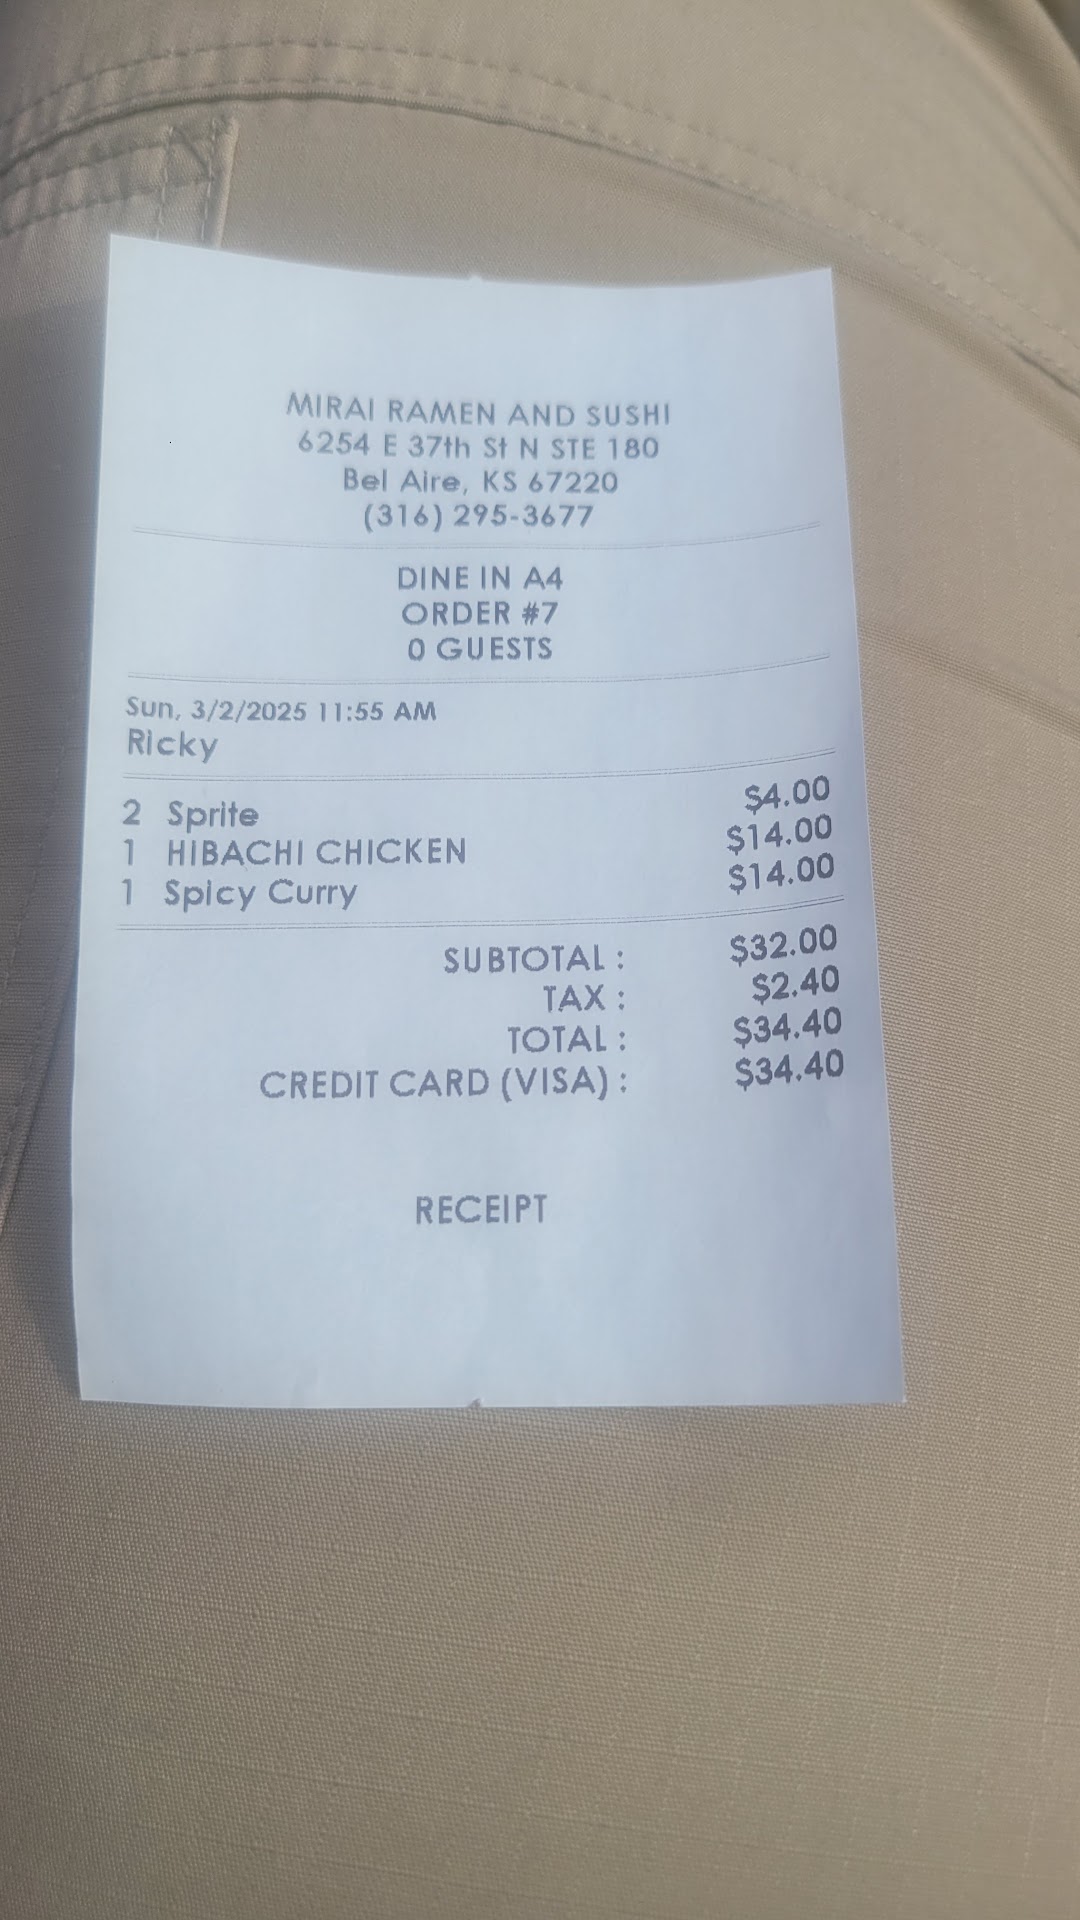 MIRAI RAMEN AND SUSHI
6254 E 37th St N STE 180
Bel Aire, KS 67220
(316) 295-3677
DINE IN A4
ORDER #7
0 GUESTS
Sun, 3/2/2025 11:55 AM
Ricky
2 Sprite $4.00
1 HIBACHI CHICKEN $14.00
1 Spicy Curry $14.00
SUBTOTAL : $32.00
TAX : $2.40
TOTAL : $34.40
CREDIT CARD (VISA) : $34.40
RECEIPT